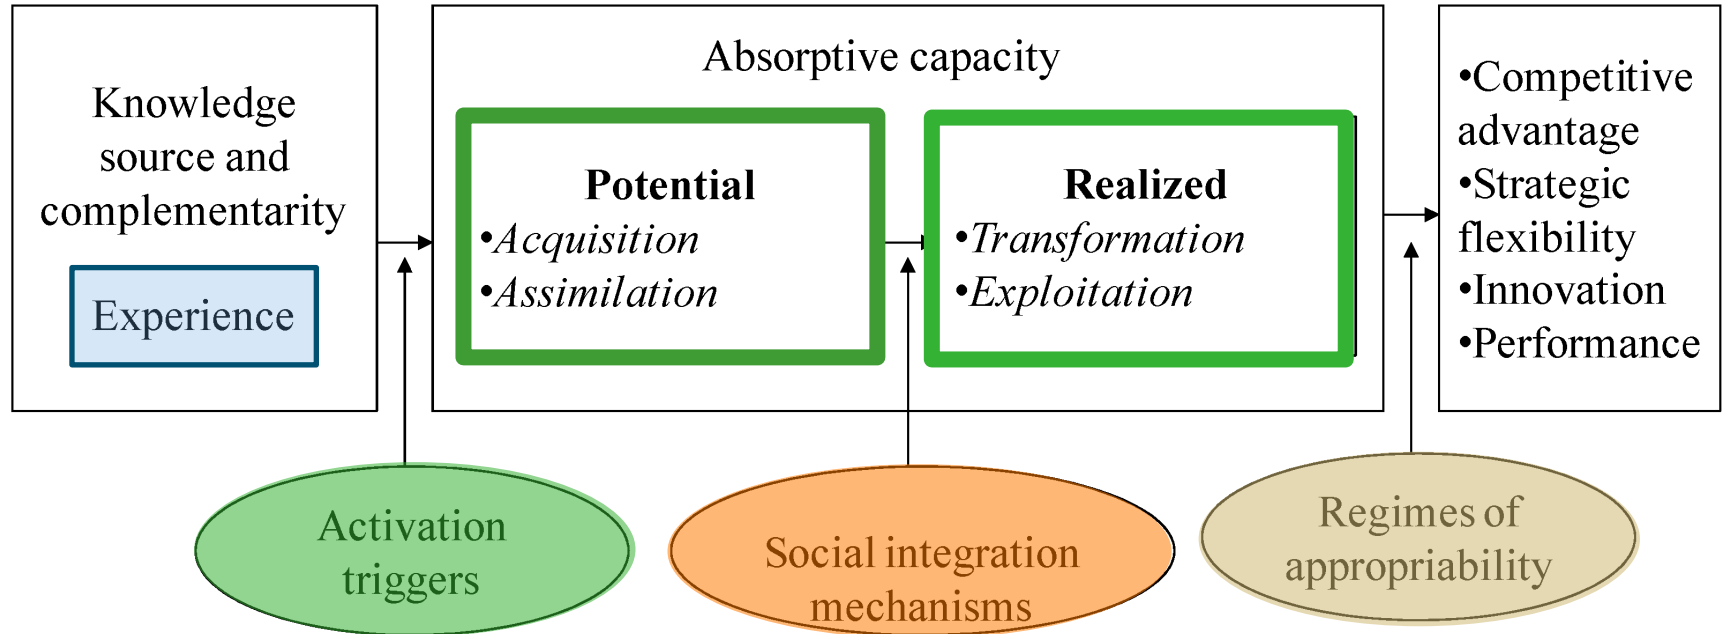 Knowledge
source and
complementarity
Experience
Absorptive capacity
Potential
•Acquisition
•Assimilation
Realized
•Transformation
•Exploitation
•Competitive
advantage
•Strategic
flexibility
•Innovation
•Performance
Activation
triggers
Social integration
mechanisms
Regimes of
appropriability